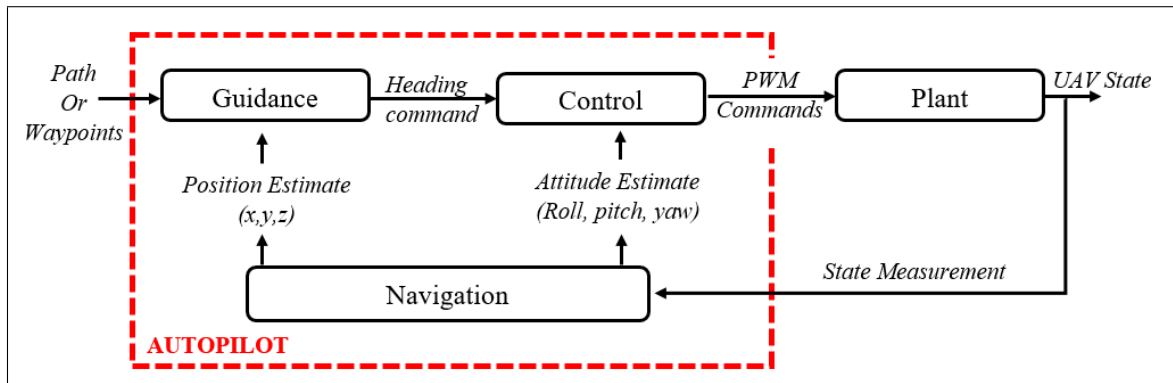 Path
Or
Waypoints
Guidance
Heading
command
Control
PWM
Commands
Plant
UAV State
Position Estimate
(x,y,z)
Attitude Estimate
(Roll, pitch, yaw)
Navigation
State Measurement
AUTOPILOT